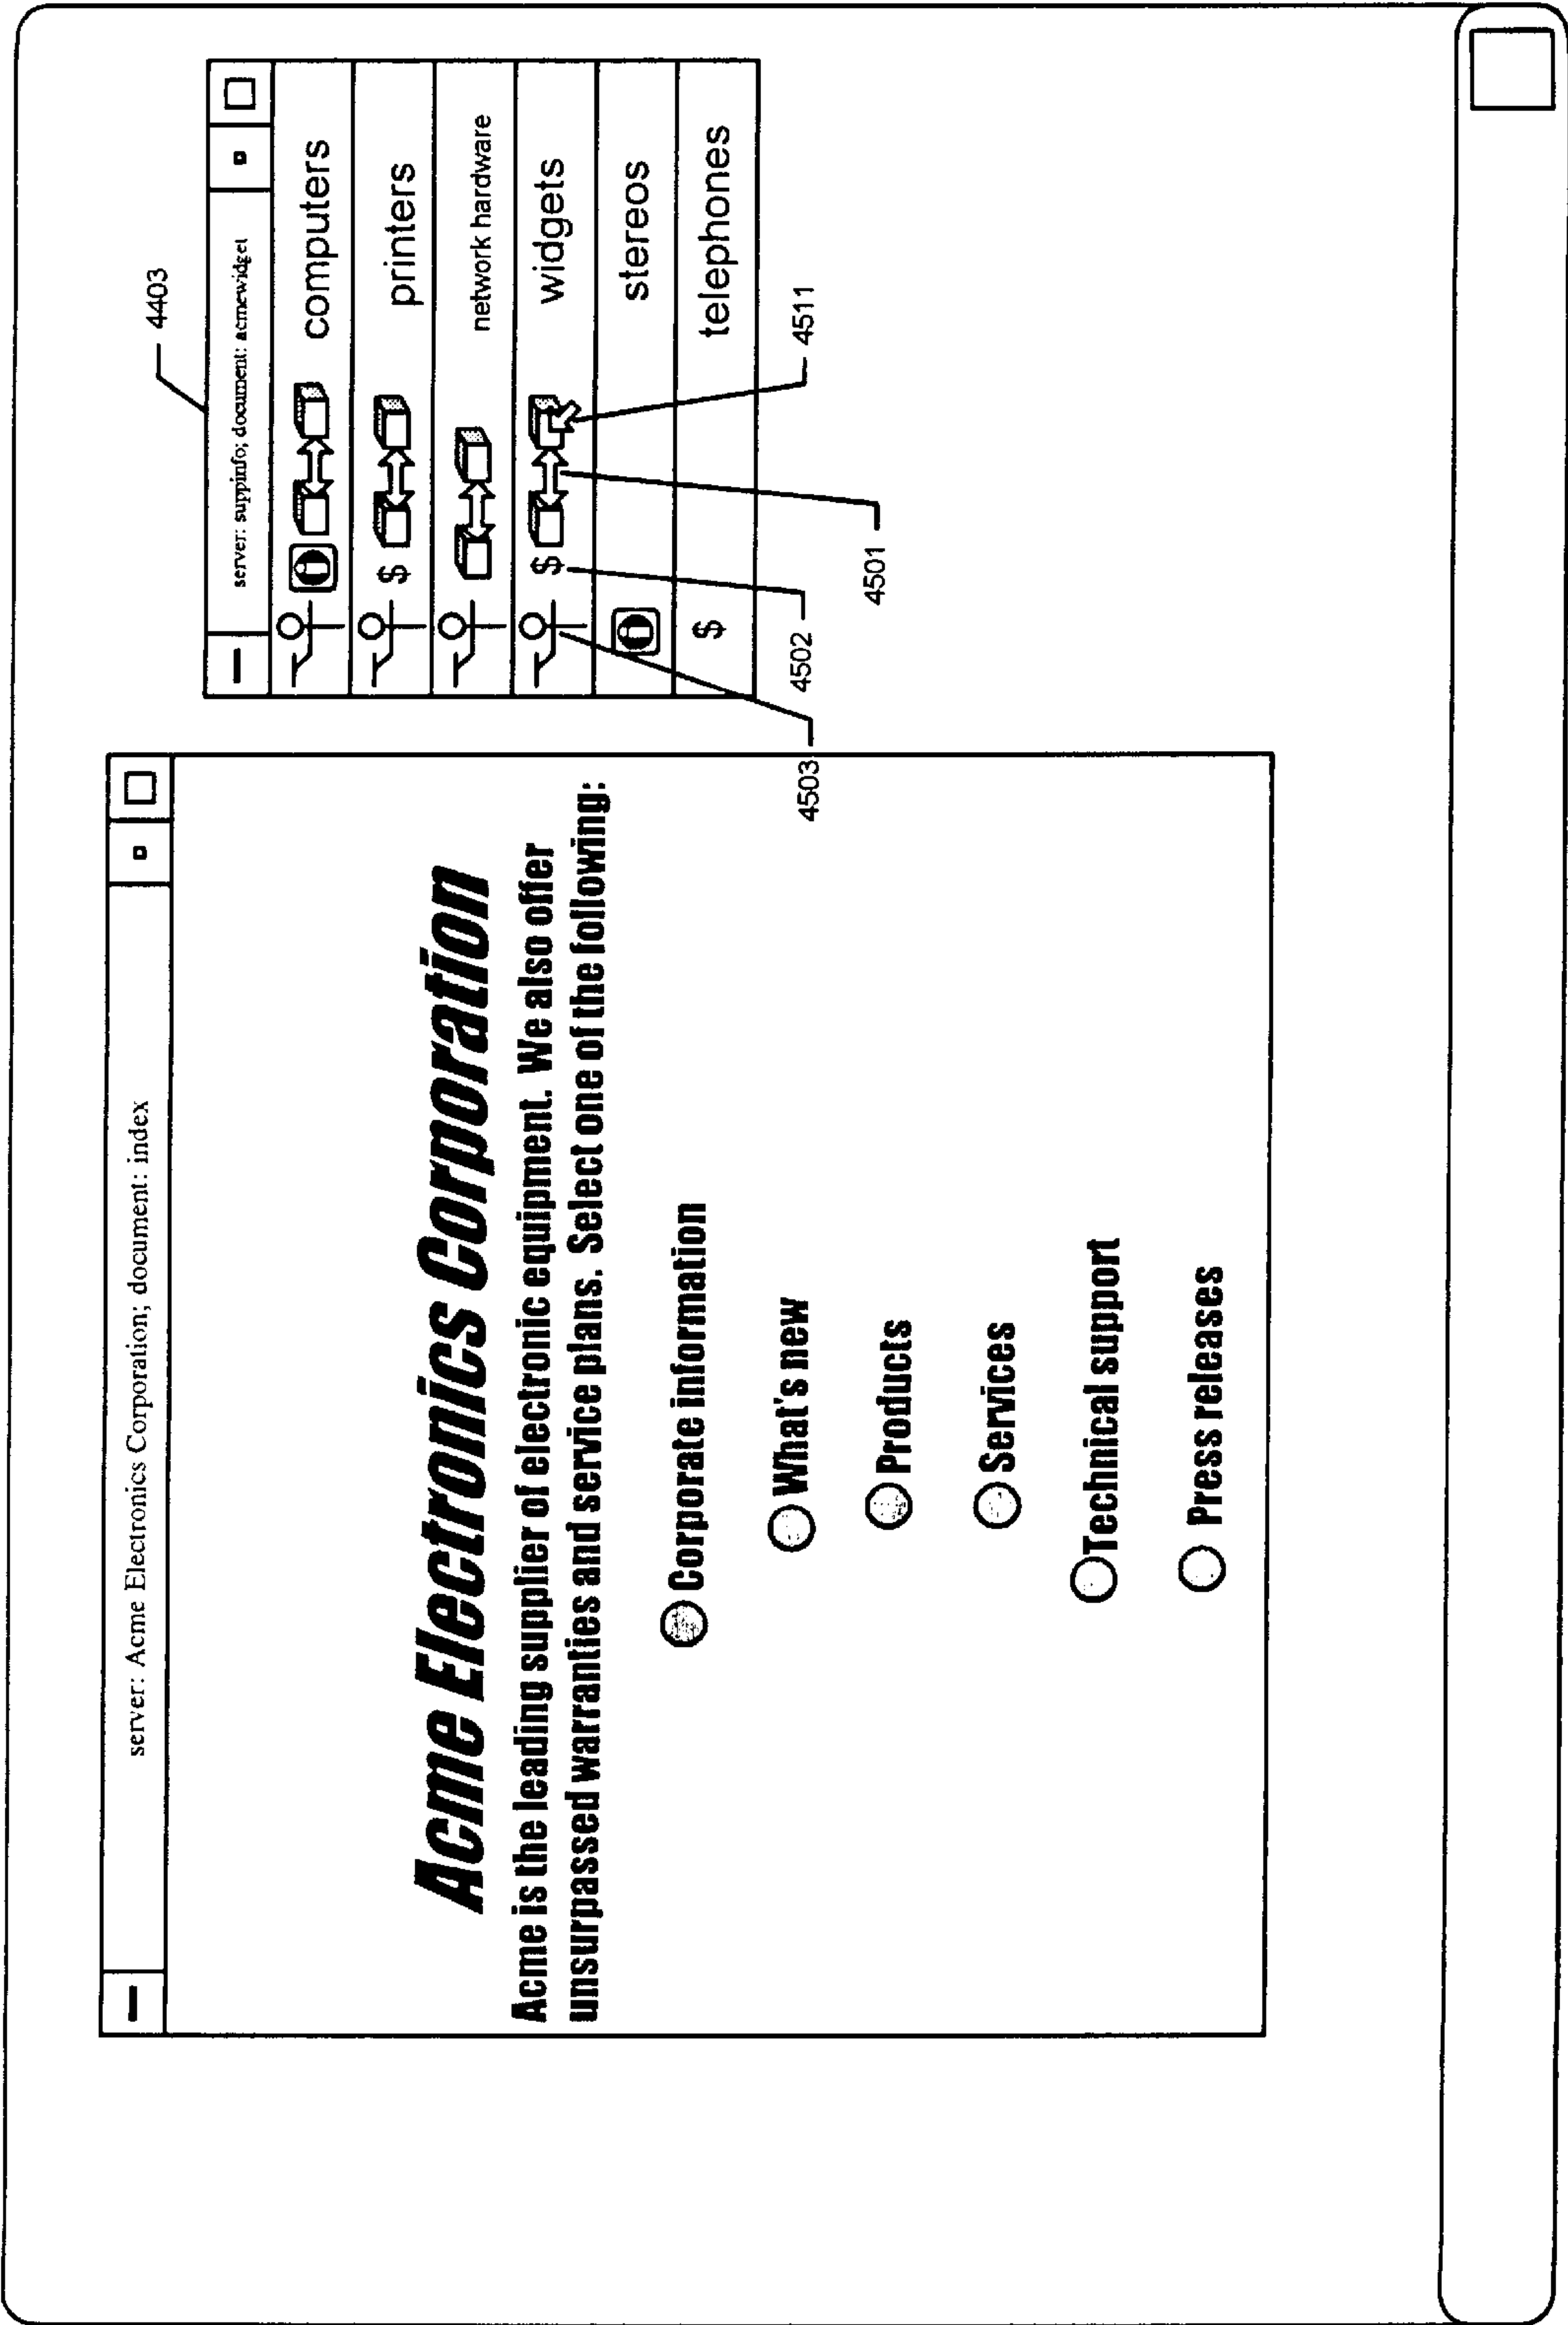 server: Acme Electronics Corporation; document: index
Acme Electronics Corporation
Acme is the leading supplier of electronic equipment. We also offer
unsurpassed warranties and service plans. Select one of the following:
Corporate information
What's new
Products
Services
Technical support
Press releases
4403
server: suppinfo; document: acmewidget
computers
$ printers
network hardware
$ widgets
stereos
$ telephones
4503
4502
4501
4511